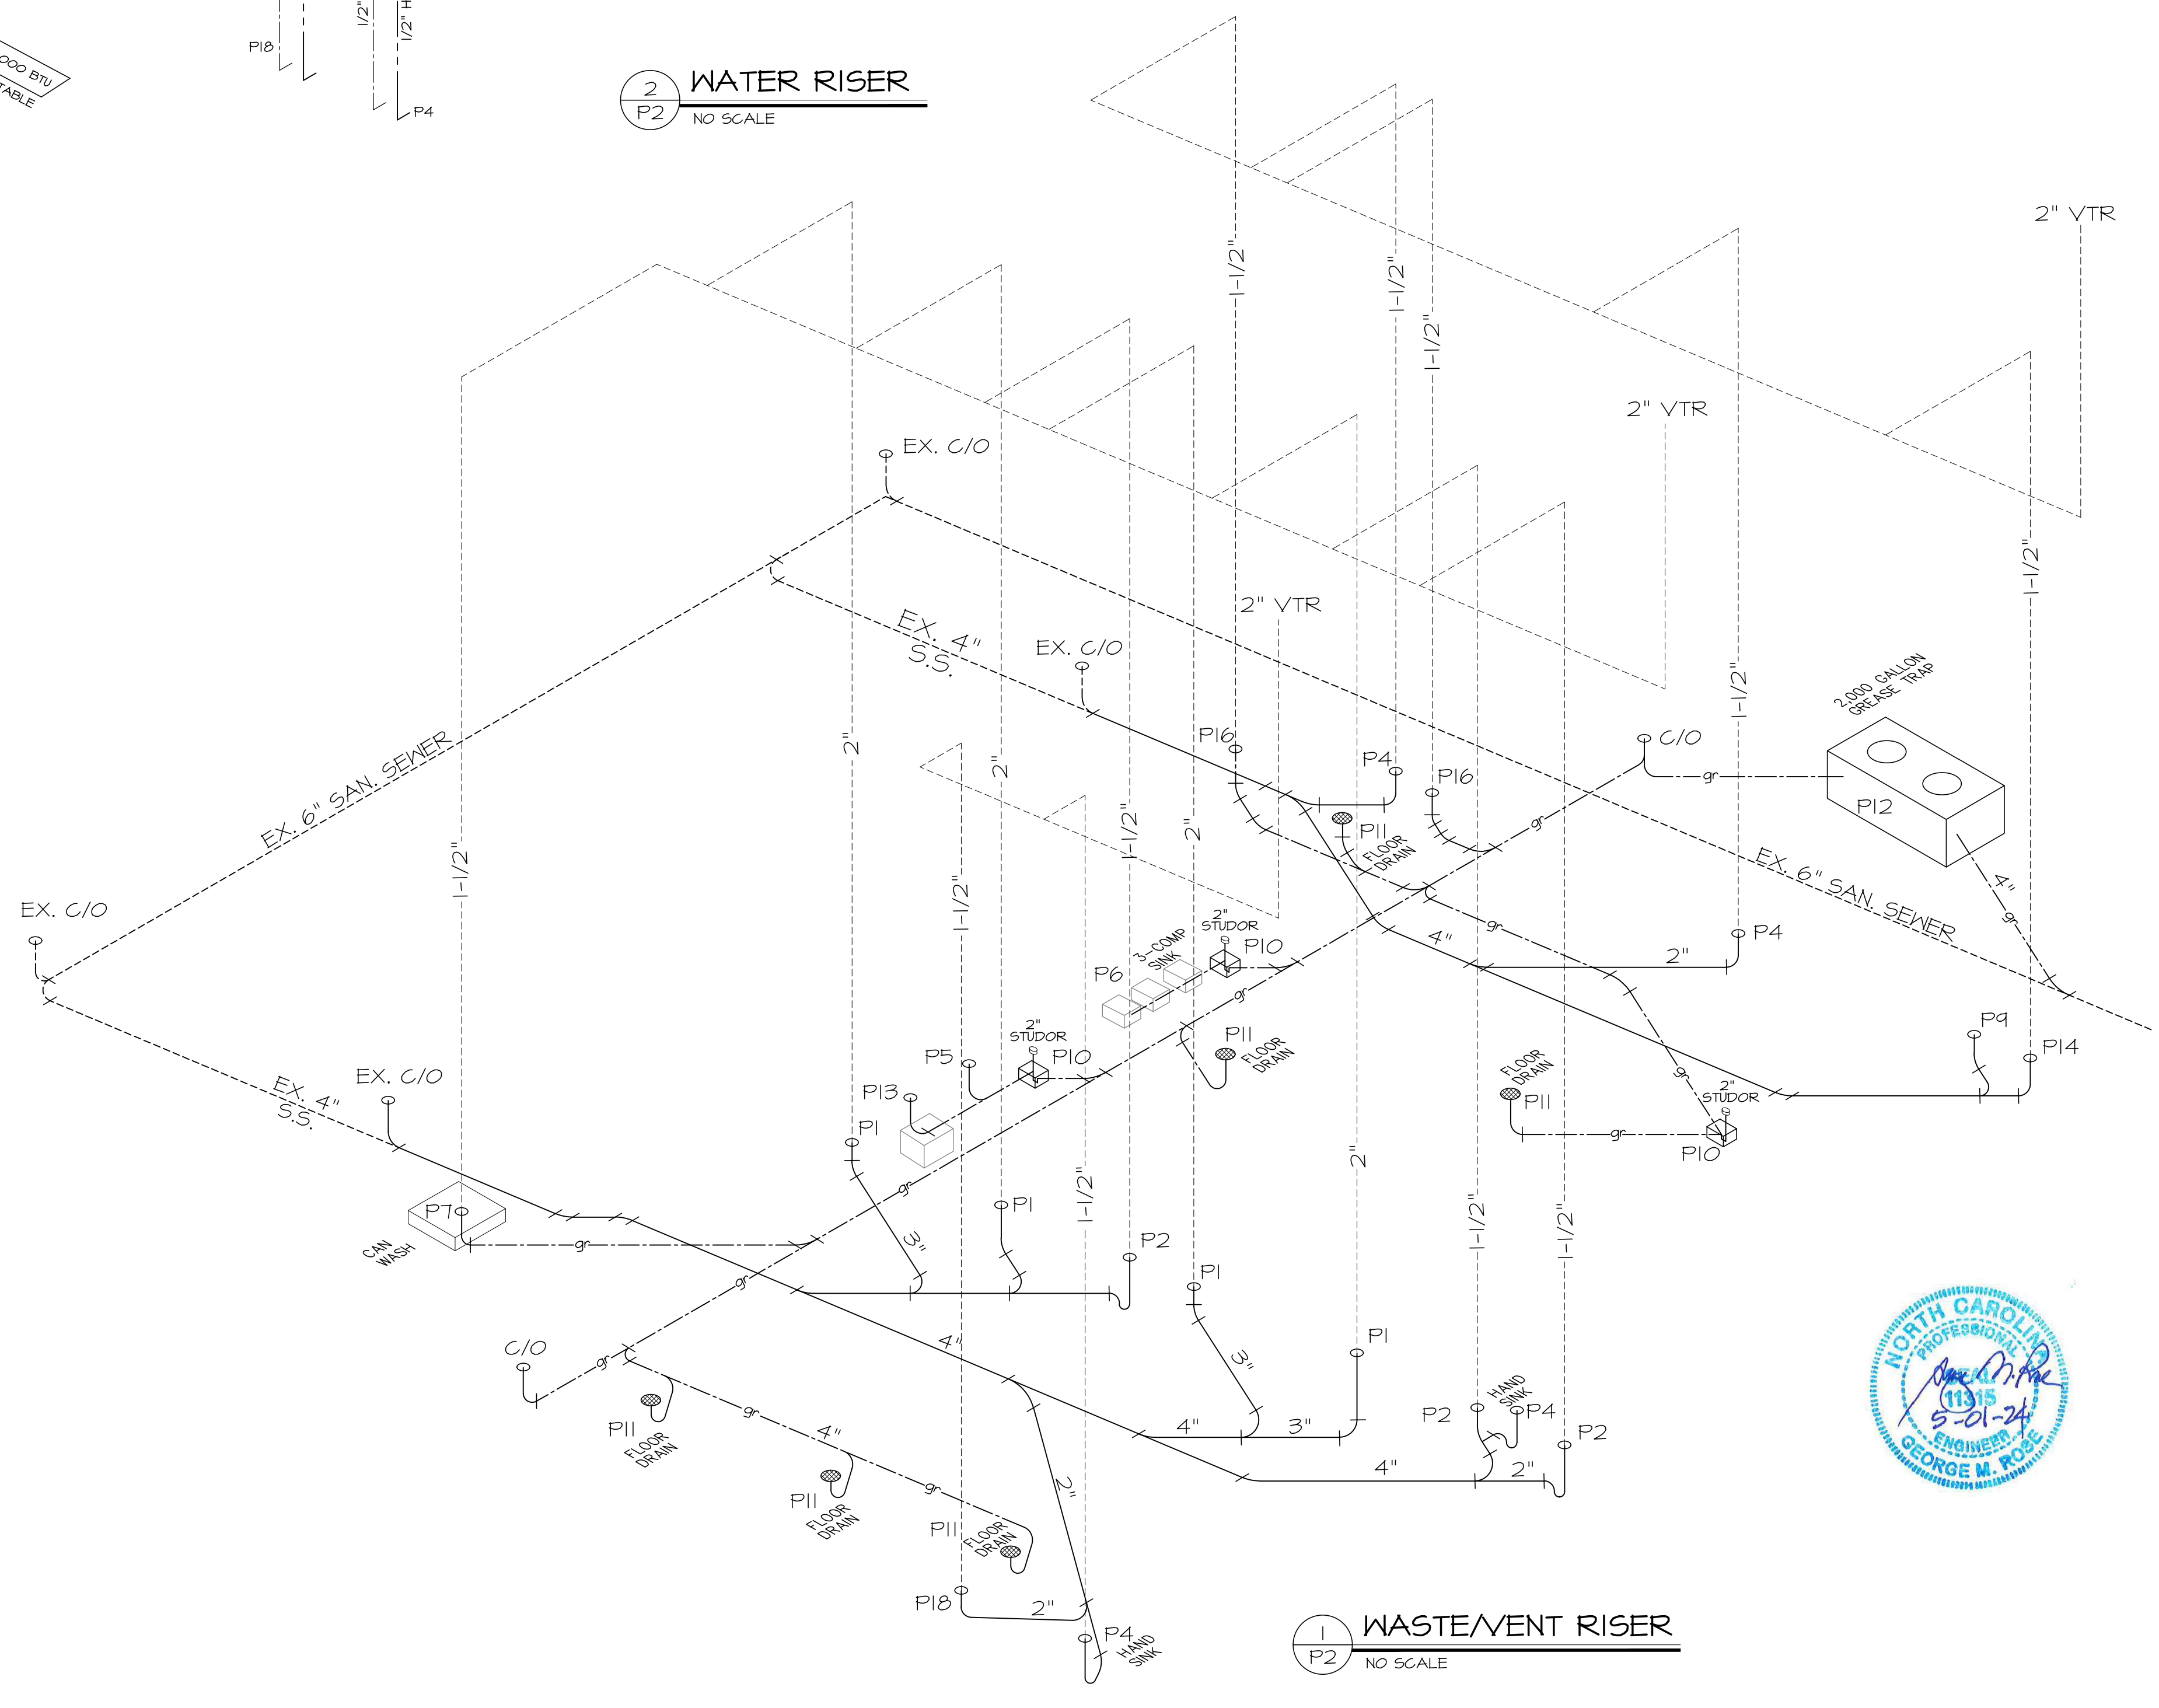 1/2"
1/2" H
P18
P4
000 BTU
TABLE
2
P2
WATER RISER
NO SCALE
2" VTR
1-1/2"
1-1/2"
1-1/2"
2" VTR
EX. C/O
1-1/2"
2" VTR
EX. 4"
S.S.
EX. C/O
1-1/2"
2,000 GALLON
GREASE TRAP
P16
C/O
EX. 6" SAN. SEWER
2"
2"
P4
P16
gr
P12
1-1/2"
2"
P11
FLOOR
DRAIN
gr
1-1/2"
1-1/2"
EX. 6" SAN. SEWER
4"
gr
EX. C/O
2"
STUDOR
P10
3-COMP
SINK
P6
gr
4"
2"
P4
gr
P11
FLOOR
DRAIN
2"
STUDOR
P10
P5
P9
P14
EX. C/O
EX. 4"
S.S.
P13
P1
FLOOR
DRAIN
P11
gr
gr
2"
STUDOR
P10
2"
gr
1-1/2"
P7
CAN
WASH
gr
P1
3"
P2
1-1/2"
1-1/2"
gr
P1
C/O
gr
4"
3"
P1
HAND
SINK
P2
P4
P2
P11
FLOOR
DRAIN
gr
4"
4"
3"
4"
2"
gr
2"
P11
FLOOR
DRAIN
P11
FLOOR
DRAIN
P18
2"
P4
HAND
SINK
NORTH CAROLINA
PROFESSIONAL
SEAL
11315
5-01-24
ENGINEER
GEORGE M. ROSE
1
P2
WASTE/VENT RISER
NO SCALE